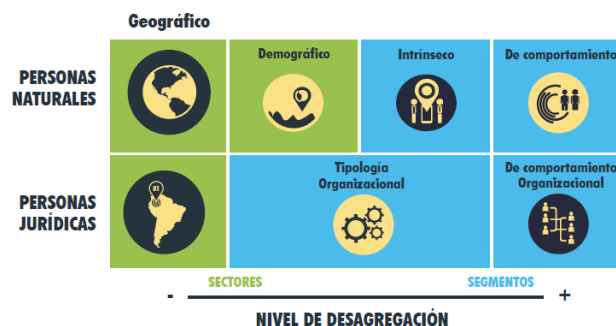 Geográfico
PERSONAS
NATURALES
Demográfico
Intrínseco
De comportamiento
PERSONAS
JURÍDICAS
Tipología
Organizacional
De comportamiento
Organizacional
- SECTORES SEGMENTOS +
NIVEL DE DESAGREGACIÓN